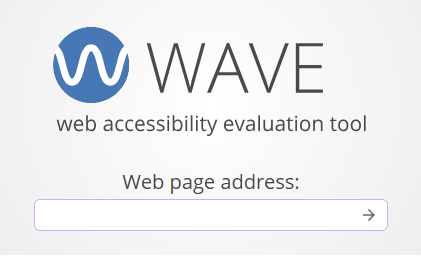 WAVE
web accessibility evaluation tool
Web page address: